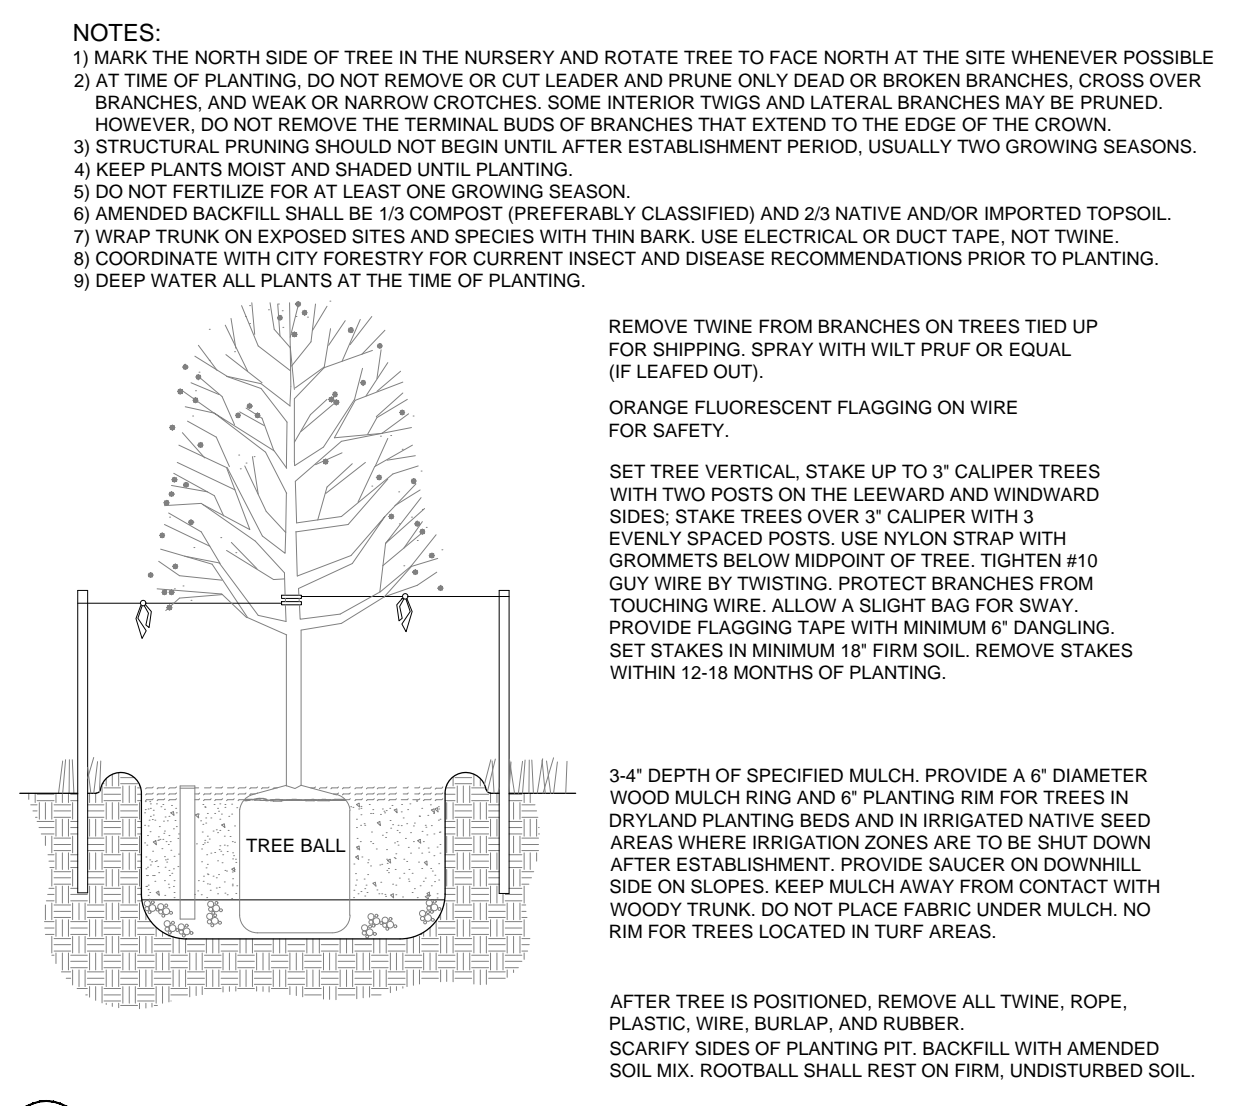 NOTES:
1) MARK THE NORTH SIDE OF TREE IN THE NURSERY AND ROTATE TREE TO FACE NORTH AT THE SITE WHENEVER POSSIBLE
2) AT TIME OF PLANTING, DO NOT REMOVE OR CUT LEADER AND PRUNE ONLY DEAD OR BROKEN BRANCHES, CROSS OVER
BRANCHES, AND WEAK OR NARROW CROTCHES. SOME INTERIOR TWIGS AND LATERAL BRANCHES MAY BE PRUNED.
HOWEVER, DO NOT REMOVE THE TERMINAL BUDS OF BRANCHES THAT EXTEND TO THE EDGE OF THE CROWN.
3) STRUCTURAL PRUNING SHOULD NOT BEGIN UNTIL AFTER ESTABLISHMENT PERIOD, USUALLY TWO GROWING SEASONS.
4) KEEP PLANTS MOIST AND SHADED UNTIL PLANTING.
5) DO NOT FERTILIZE FOR AT LEAST ONE GROWING SEASON.
6) AMENDED BACKFILL SHALL BE 1/3 COMPOST (PREFERABLY CLASSIFIED) AND 2/3 NATIVE AND/OR IMPORTED TOPSOIL.
7) WRAP TRUNK ON EXPOSED SITES AND SPECIES WITH THIN BARK. USE ELECTRICAL OR DUCT TAPE, NOT TWINE.
8) COORDINATE WITH CITY FORESTRY FOR CURRENT INSECT AND DISEASE RECOMMENDATIONS PRIOR TO PLANTING.
9) DEEP WATER ALL PLANTS AT THE TIME OF PLANTING.
REMOVE TWINE FROM BRANCHES ON TREES TIED UP
FOR SHIPPING. SPRAY WITH WILT PRUF OR EQUAL
(IF LEAFED OUT).
ORANGE FLUORESCENT FLAGGING ON WIRE
FOR SAFETY.
SET TREE VERTICAL, STAKE UP TO 3" CALIPER TREES
WITH TWO POSTS ON THE LEEWARD AND WINDWARD
SIDES; STAKE TREES OVER 3" CALIPER WITH 3
EVENLY SPACED POSTS. USE NYLON STRAP WITH
GROMMETS BELOW MIDPOINT OF TREE. TIGHTEN #10
GUY WIRE BY TWISTING. PROTECT BRANCHES FROM
TOUCHING WIRE. ALLOW A SLIGHT BAG FOR SWAY.
PROVIDE FLAGGING TAPE WITH MINIMUM 6" DANGLING.
SET STAKES IN MINIMUM 18" FIRM SOIL. REMOVE STAKES
WITHIN 12-18 MONTHS OF PLANTING.
3-4" DEPTH OF SPECIFIED MULCH. PROVIDE A 6" DIAMETER
WOOD MULCH RING AND 6" PLANTING RIM FOR TREES IN
DRYLAND PLANTING BEDS AND IN IRRIGATED NATIVE SEED
AREAS WHERE IRRIGATION ZONES ARE TO BE SHUT DOWN
AFTER ESTABLISHMENT. PROVIDE SAUCER ON DOWNHILL
SIDE ON SLOPES. KEEP MULCH AWAY FROM CONTACT WITH
WOODY TRUNK. DO NOT PLACE FABRIC UNDER MULCH. NO
RIM FOR TREES LOCATED IN TURF AREAS.
TREE BALL
AFTER TREE IS POSITIONED, REMOVE ALL TWINE, ROPE,
PLASTIC, WIRE, BURLAP, AND RUBBER.
SCARIFY SIDES OF PLANTING PIT. BACKFILL WITH AMENDED
SOIL MIX. ROOTBALL SHALL REST ON FIRM, UNDISTURBED SOIL.